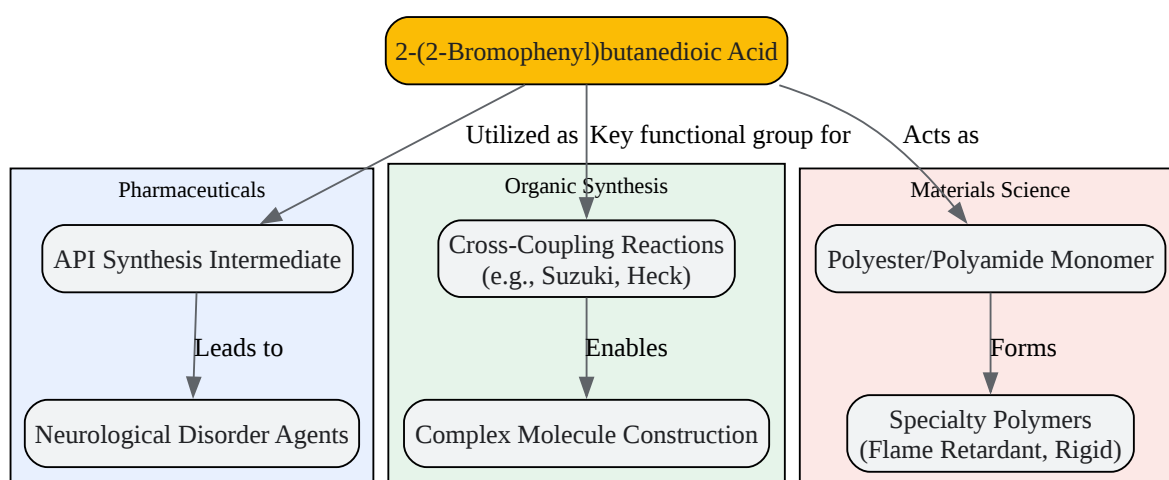 2-(2-Bromophenyl)butanedioic Acid
Utilized as
Key functional group for
Acts as
Pharmaceuticals
Organic Synthesis
Materials Science
API Synthesis Intermediate
Cross-Coupling Reactions
(e.g., Suzuki, Heck)
Polyester/Polyamide Monomer
Leads to
Enables
Forms
Neurological Disorder Agents
Complex Molecule Construction
Specialty Polymers
(Flame Retardant, Rigid)